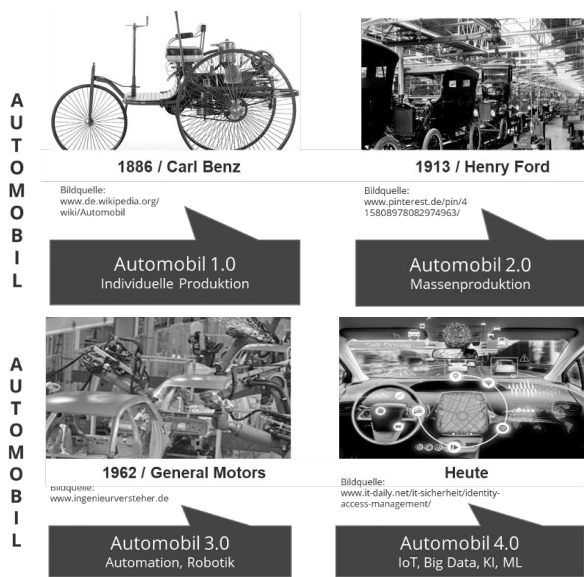 AUTOMOBIL
1886 / Carl Benz
Bildquelle:
www.de.wikipedia.org/
wiki/Automobil
Automobil 1.0
Individuelle Produktion
1913 / Henry Ford
Bildquelle:
www.pinterest.de/pin/4
15808978082974963/
Automobil 2.0
Massenproduktion
AUTOMOBIL
1962 / General Motors
Bildquelle:
www.ingenieurversteher.de
Automobil 3.0
Automation, Robotik
Heute
Bildquelle:
www.it-daily.net/it-sicherheit/identity-
access-management/
Automobil 4.0
IoT, Big Data, KI, ML